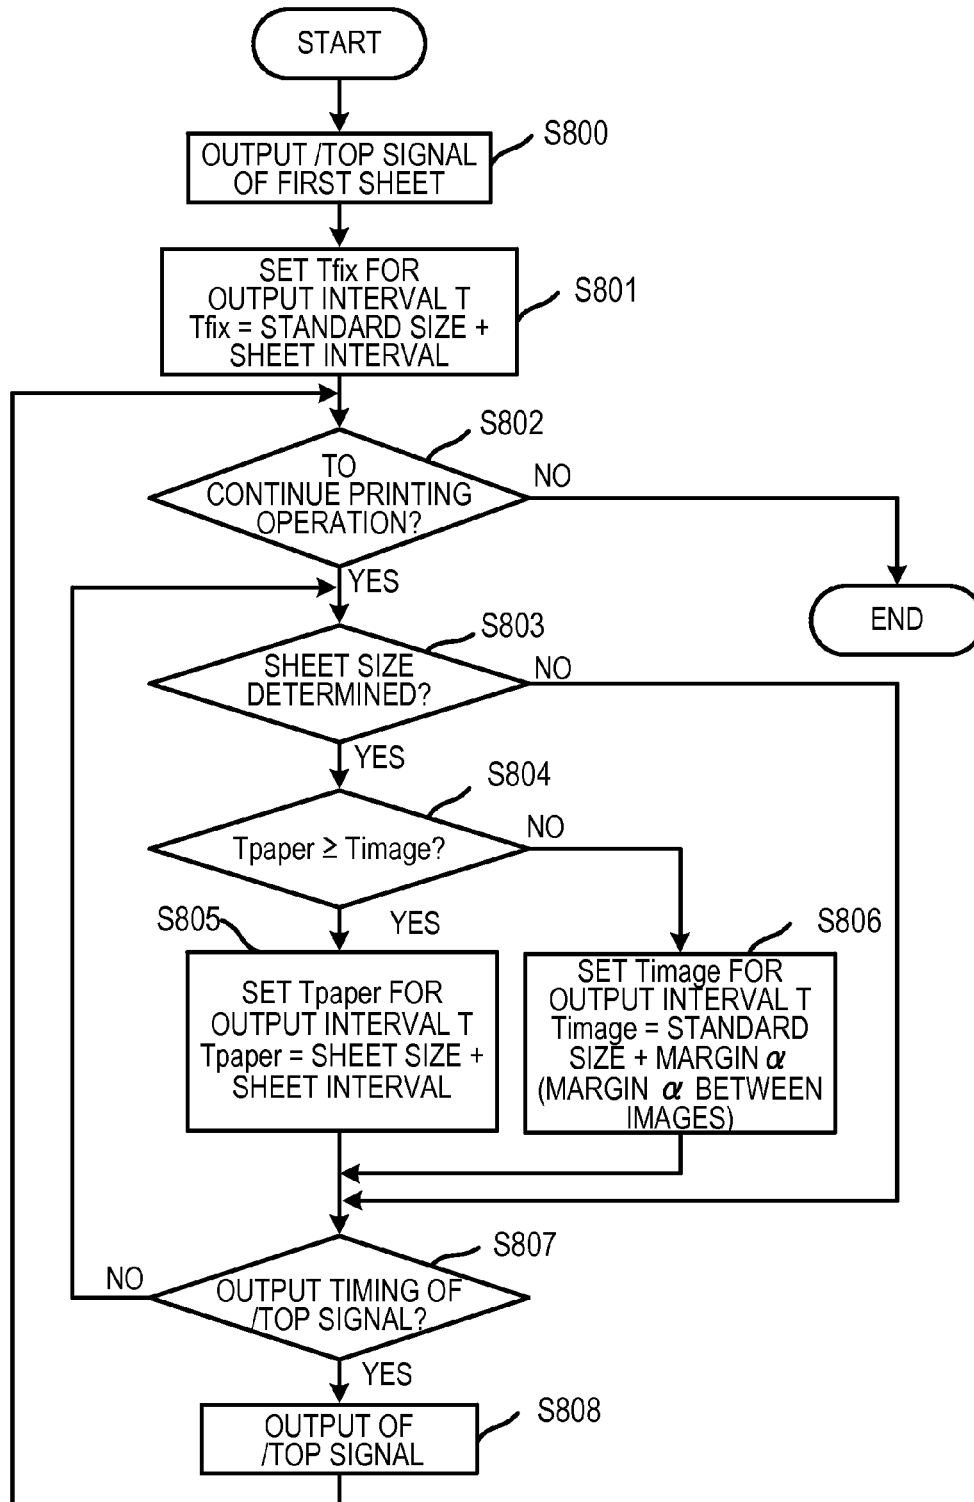 START
S800
OUTPUT /TOP SIGNAL
OF FIRST SHEET
S801
SET Tfix FOR
OUTPUT INTERVAL T
Tfix = STANDARD SIZE +
SHEET INTERVAL
S802
TO
CONTINUE PRINTING
OPERATION?
NO
YES
END
S803
SHEET SIZE
DETERMINED?
NO
YES
S804
Tpaper ≥ Timage?
NO
YES
S805
SET Tpaper FOR
OUTPUT INTERVAL T
Tpaper = SHEET SIZE +
SHEET INTERVAL
S806
SET Timage FOR
OUTPUT INTERVAL T
Timage = STANDARD
SIZE + MARGIN α
(MARGIN α BETWEEN
IMAGES)
S807
OUTPUT TIMING OF
/TOP SIGNAL?
NO
YES
S808
OUTPUT OF
/TOP SIGNAL